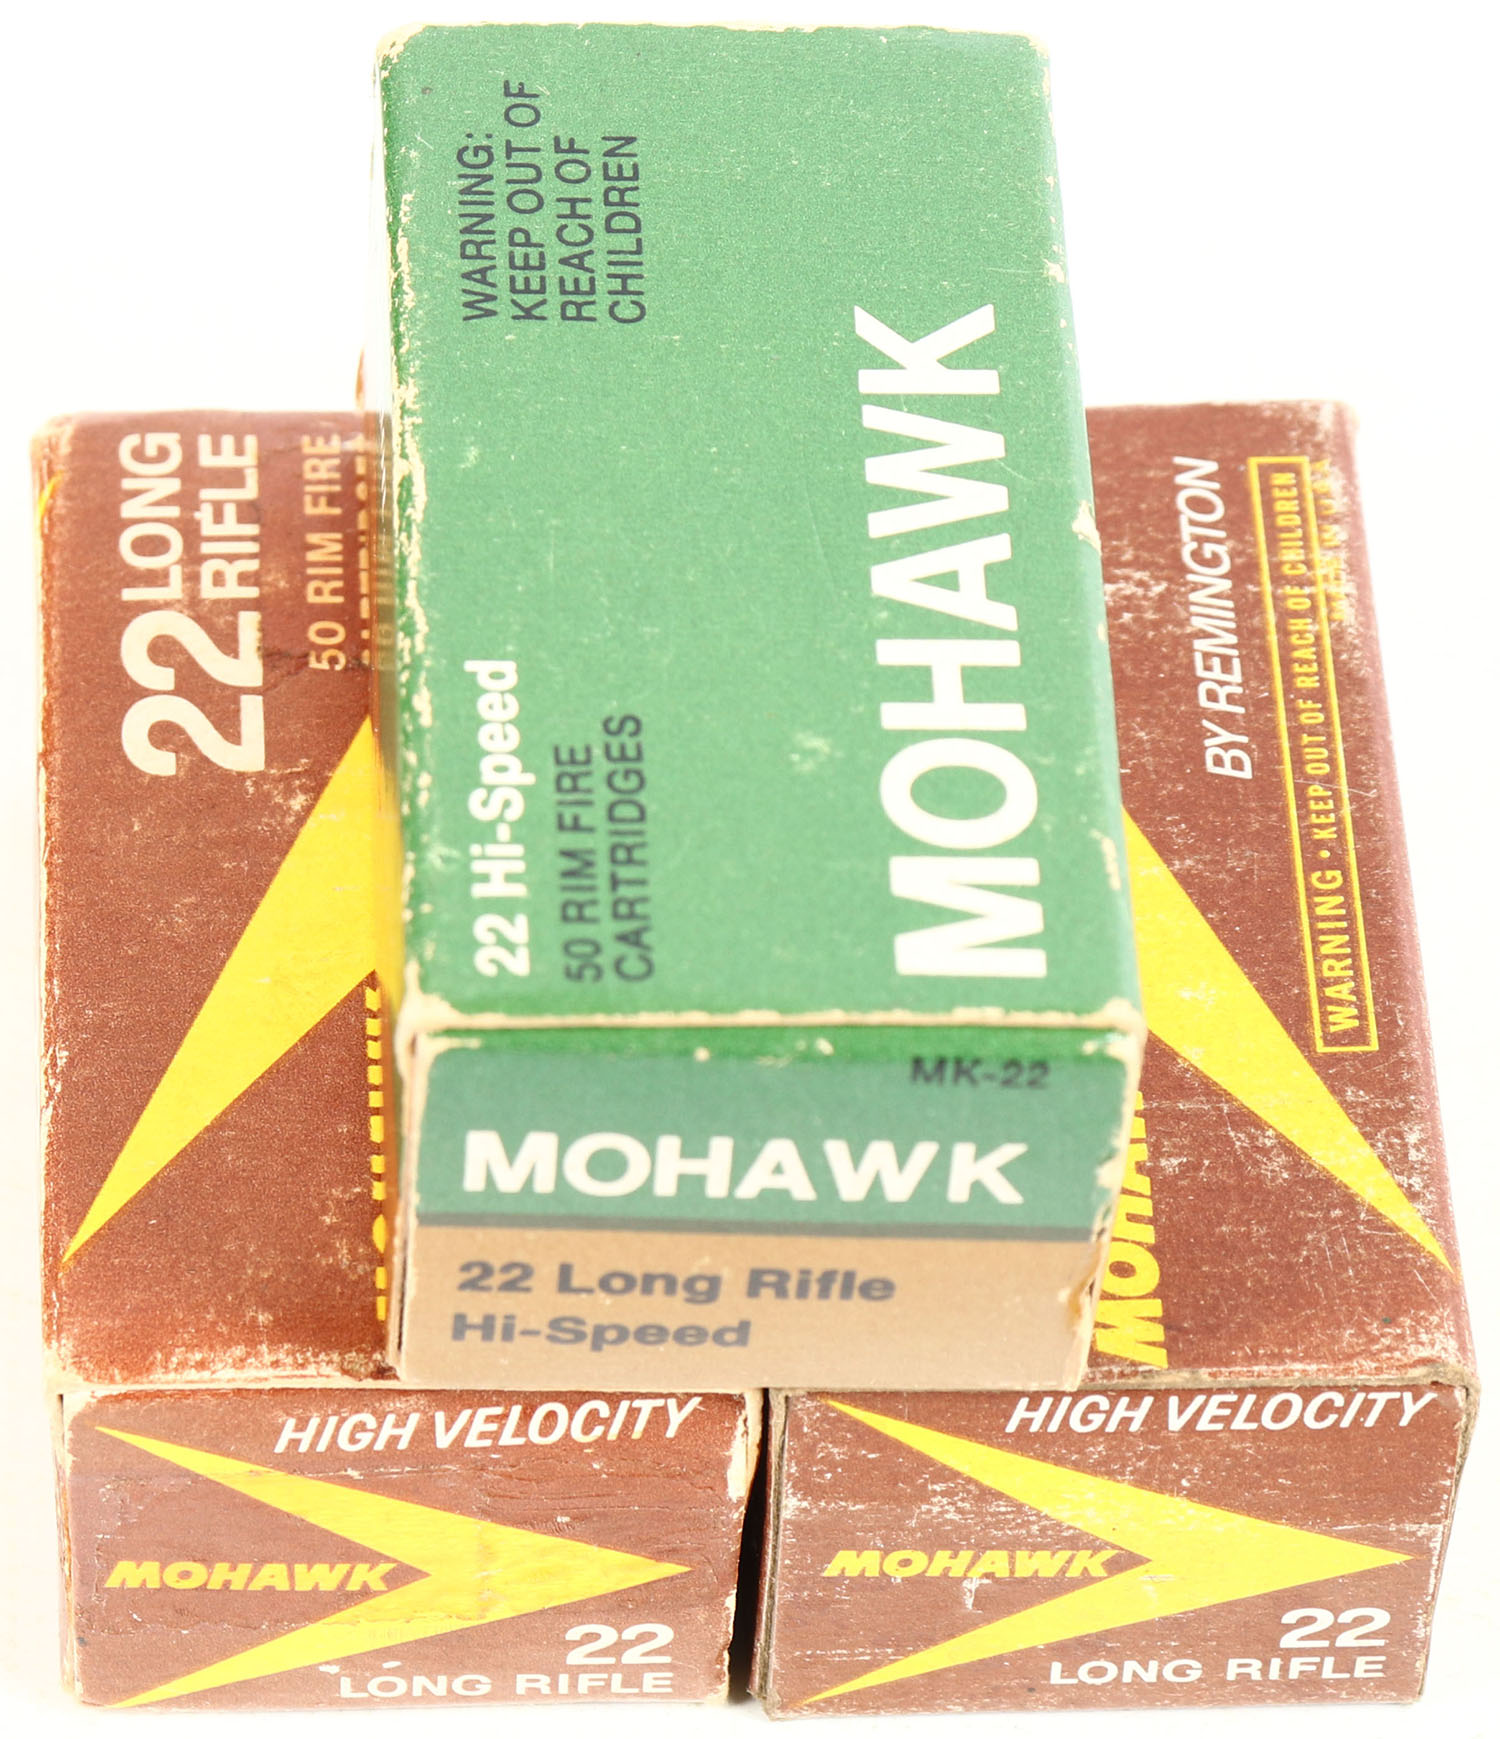 WARNING:
KEEP OUT OF
REACH OF
CHILDREN
22 Hi-Speed
50 RIM FIRE
CARTRIDGES
MOHAWK
MK-22
MOHAWK
22 Long Rifle
Hi-Speed
22 LONG
RIFLE
50 RIM FIRE
HIGH VELOCITY
MOHAWK
22
LONG RIFLE
BY REMINGTON
WARNING • KEEP OUT OF REACH OF CHILDREN
MOHAW
HIGH VELOCITY
MOHAWK
22
LONG RIFLE